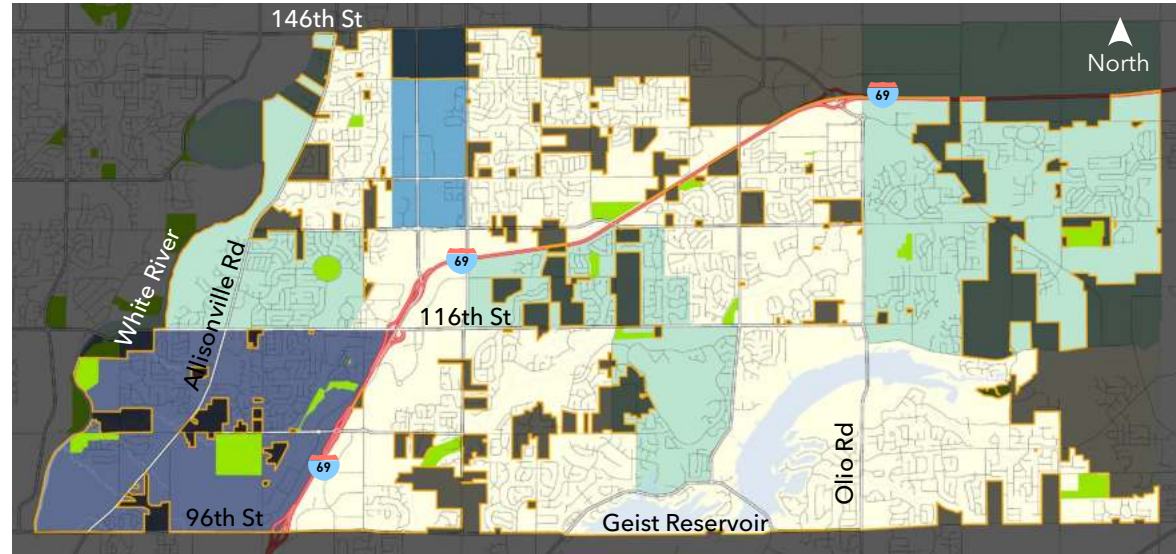 146th St
North
69
White River
Allisonville Rd
69
116th St
69
Olio Rd
96th St
Geist Reservoir